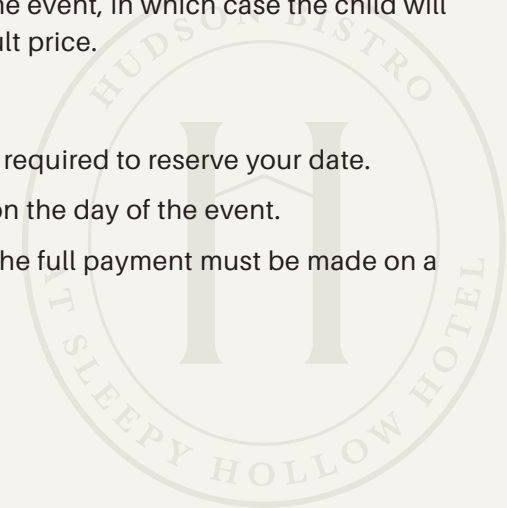 he event, in which case the child will
ult price.
required to reserve your date.
on the day of the event.
he full payment must be made on a
HUDSON BISTRO
H
AT SLEEPY HOLLOW HOTEL